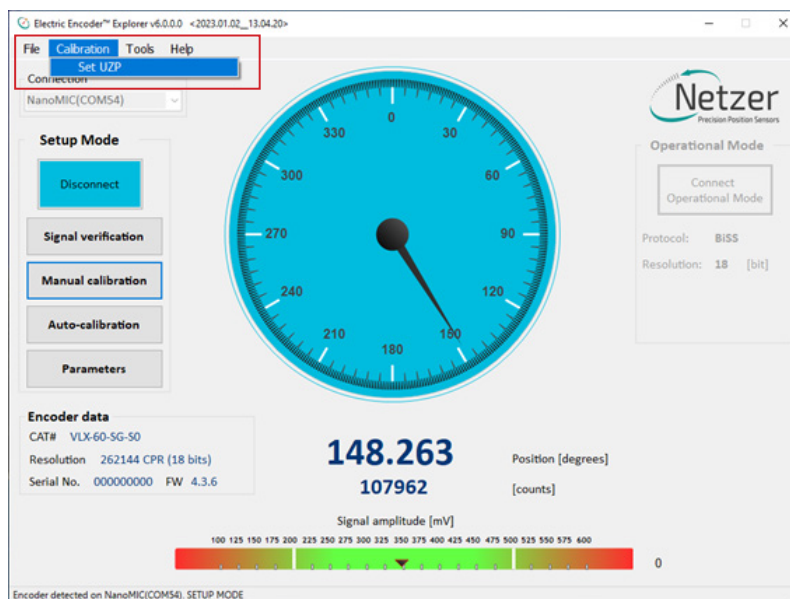 Electric Encoder™ Explorer v6.0.0.0 <2023.01.02__13.04.20>
File Calibration Tools Help
Set UZP
Connection
NanoMIC(COM54)
Setup Mode
Disconnect
Signal verification
Manual calibration
Auto-calibration
Parameters
0
30
60
90
120
150
180
210
240
270
300
330
Netzer
Precision Position Sensors
Operational Mode
Connect
Operational Mode
Protocol: BiSS
Resolution: 18 [bit]
Encoder data
CAT# VLX-60-SG-S0
Resolution 262144 CPR (18 bits)
Serial No. 000000000 FW 4.3.6
148.263 Position [degrees]
107962 [counts]
Signal amplitude [mV]
100 125 150 175 200 225 250 275 300 325 350 375 400 425 450 475 500 525 550 575 600
0
Encoder detected on NanoMIC(COM54). SETUP MODE